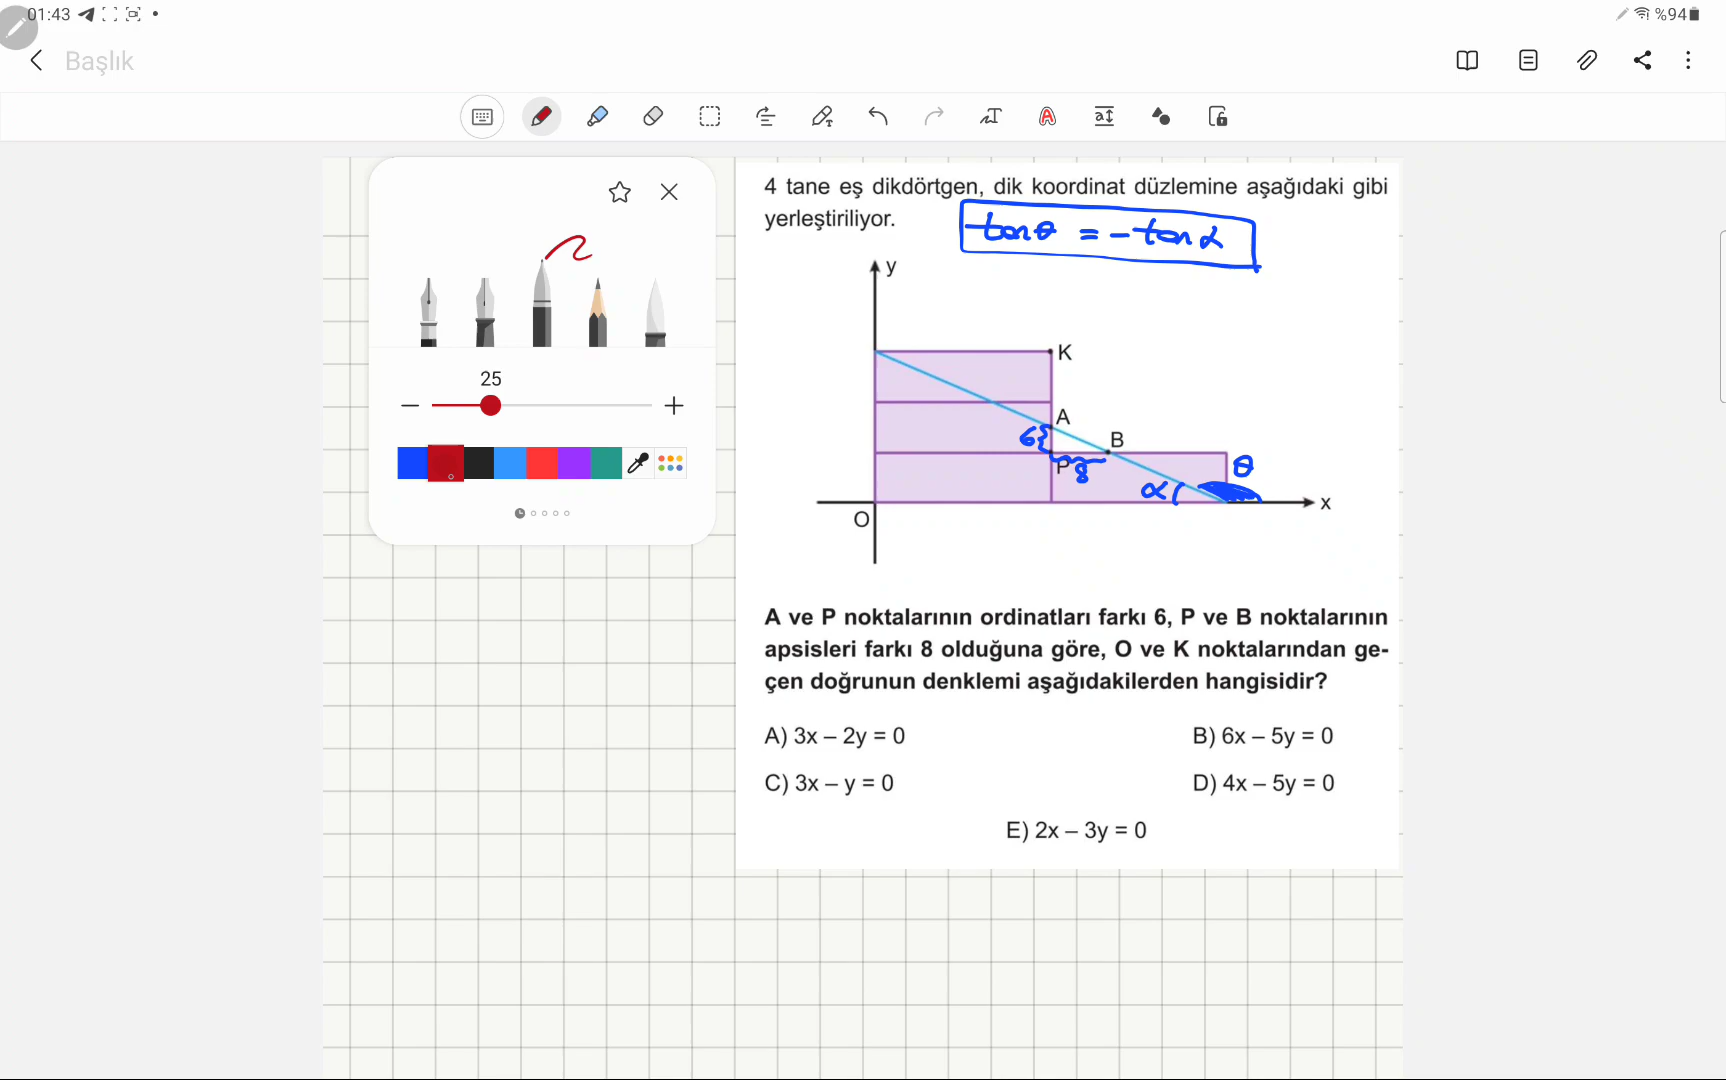 01:43
%94
Başlık
25
4 tane eş dikdörtgen, dik koordinat düzlemine aşağıdaki gibi
yerleştiriliyor.
tanθ = -tanα
y
K
A
6
B
P
8
θ
α
x
O
A ve P noktalarının ordinatları farkı 6, P ve B noktalarının
apsisleri farkı 8 olduğuna göre, O ve K noktalarından ge-
çen doğrunun denklemi aşağıdakilerden hangisidir?
A) 3x – 2y = 0
B) 6x – 5y = 0
C) 3x – y = 0
D) 4x – 5y = 0
E) 2x – 3y = 0